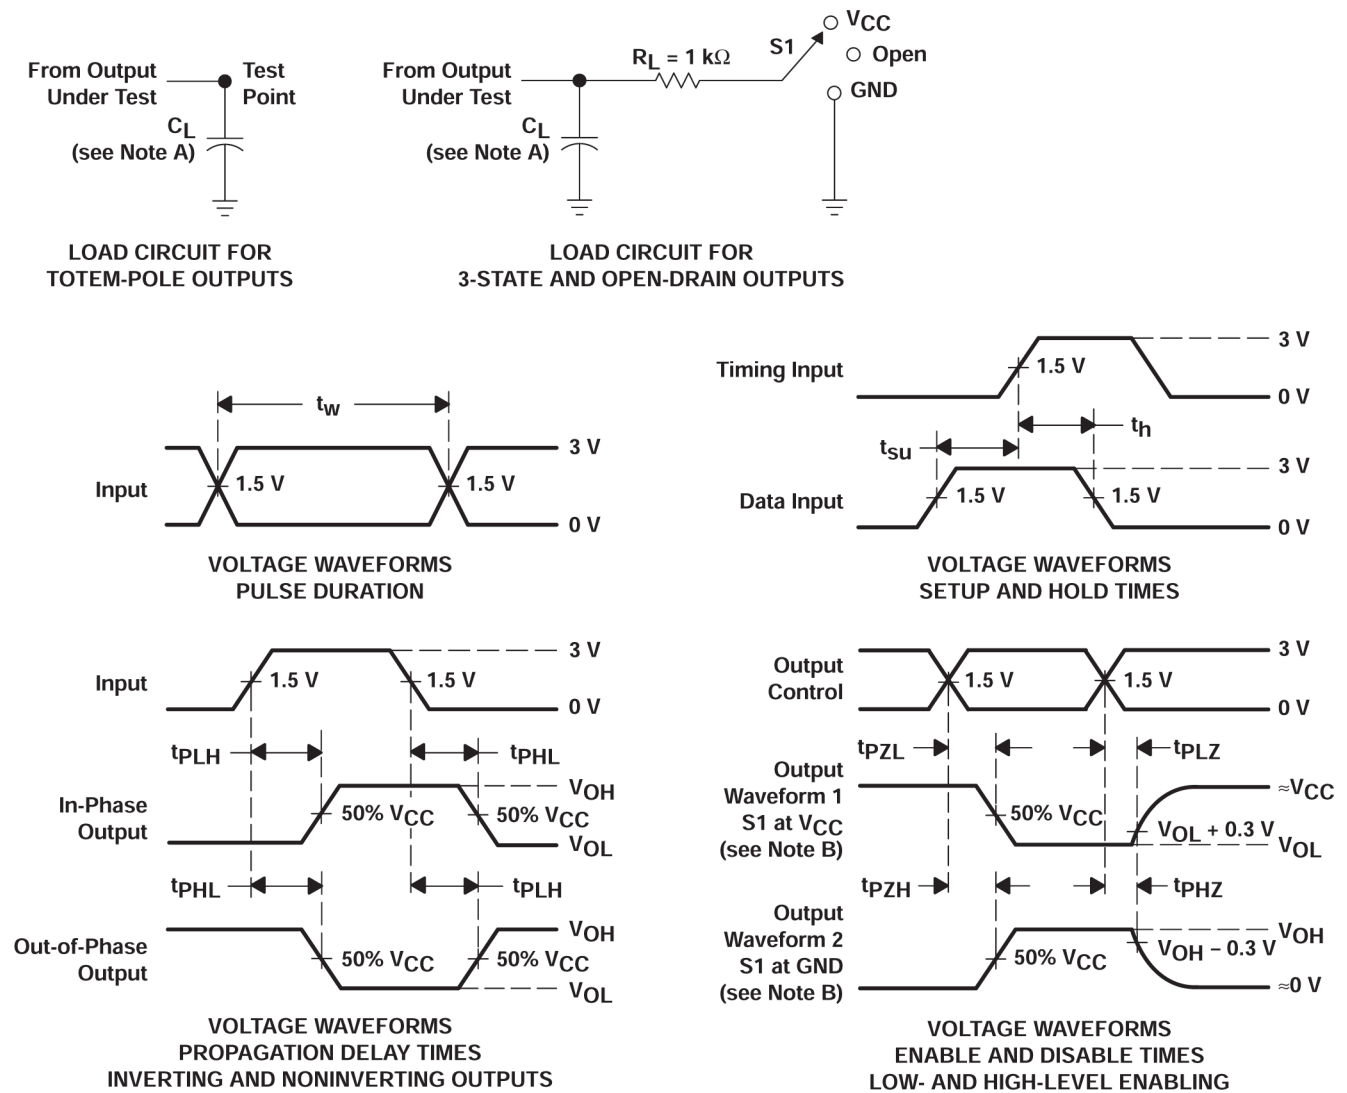 From Output
Under Test
Test
Point
CL
(see Note A)
LOAD CIRCUIT FOR
TOTEM-POLE OUTPUTS
From Output
Under Test
RL = 1 kΩ
S1
VCC
Open
GND
CL
(see Note A)
LOAD CIRCUIT FOR
3-STATE AND OPEN-DRAIN OUTPUTS
tw
Input
1.5 V
1.5 V
3 V
0 V
VOLTAGE WAVEFORMS
PULSE DURATION
Timing Input
1.5 V
3 V
0 V
tsu
th
Data Input
1.5 V
1.5 V
3 V
0 V
VOLTAGE WAVEFORMS
SETUP AND HOLD TIMES
Input
1.5 V
1.5 V
3 V
0 V
tPLH
tPHL
In-Phase
Output
50% VCC
50% VCC
VOH
VOL
tPHL
tPLH
Out-of-Phase
Output
50% VCC
50% VCC
VOH
VOL
VOLTAGE WAVEFORMS
PROPAGATION DELAY TIMES
INVERTING AND NONINVERTING OUTPUTS
Output
Control
1.5 V
1.5 V
3 V
0 V
tPZL
tPLZ
Output
Waveform 1
S1 at VCC
(see Note B)
50% VCC
VOL + 0.3 V
≈VCC
VOL
tPZH
tPHZ
Output
Waveform 2
S1 at GND
(see Note B)
50% VCC
VOH − 0.3 V
VOH
≈0 V
VOLTAGE WAVEFORMS
ENABLE AND DISABLE TIMES
LOW- AND HIGH-LEVEL ENABLING